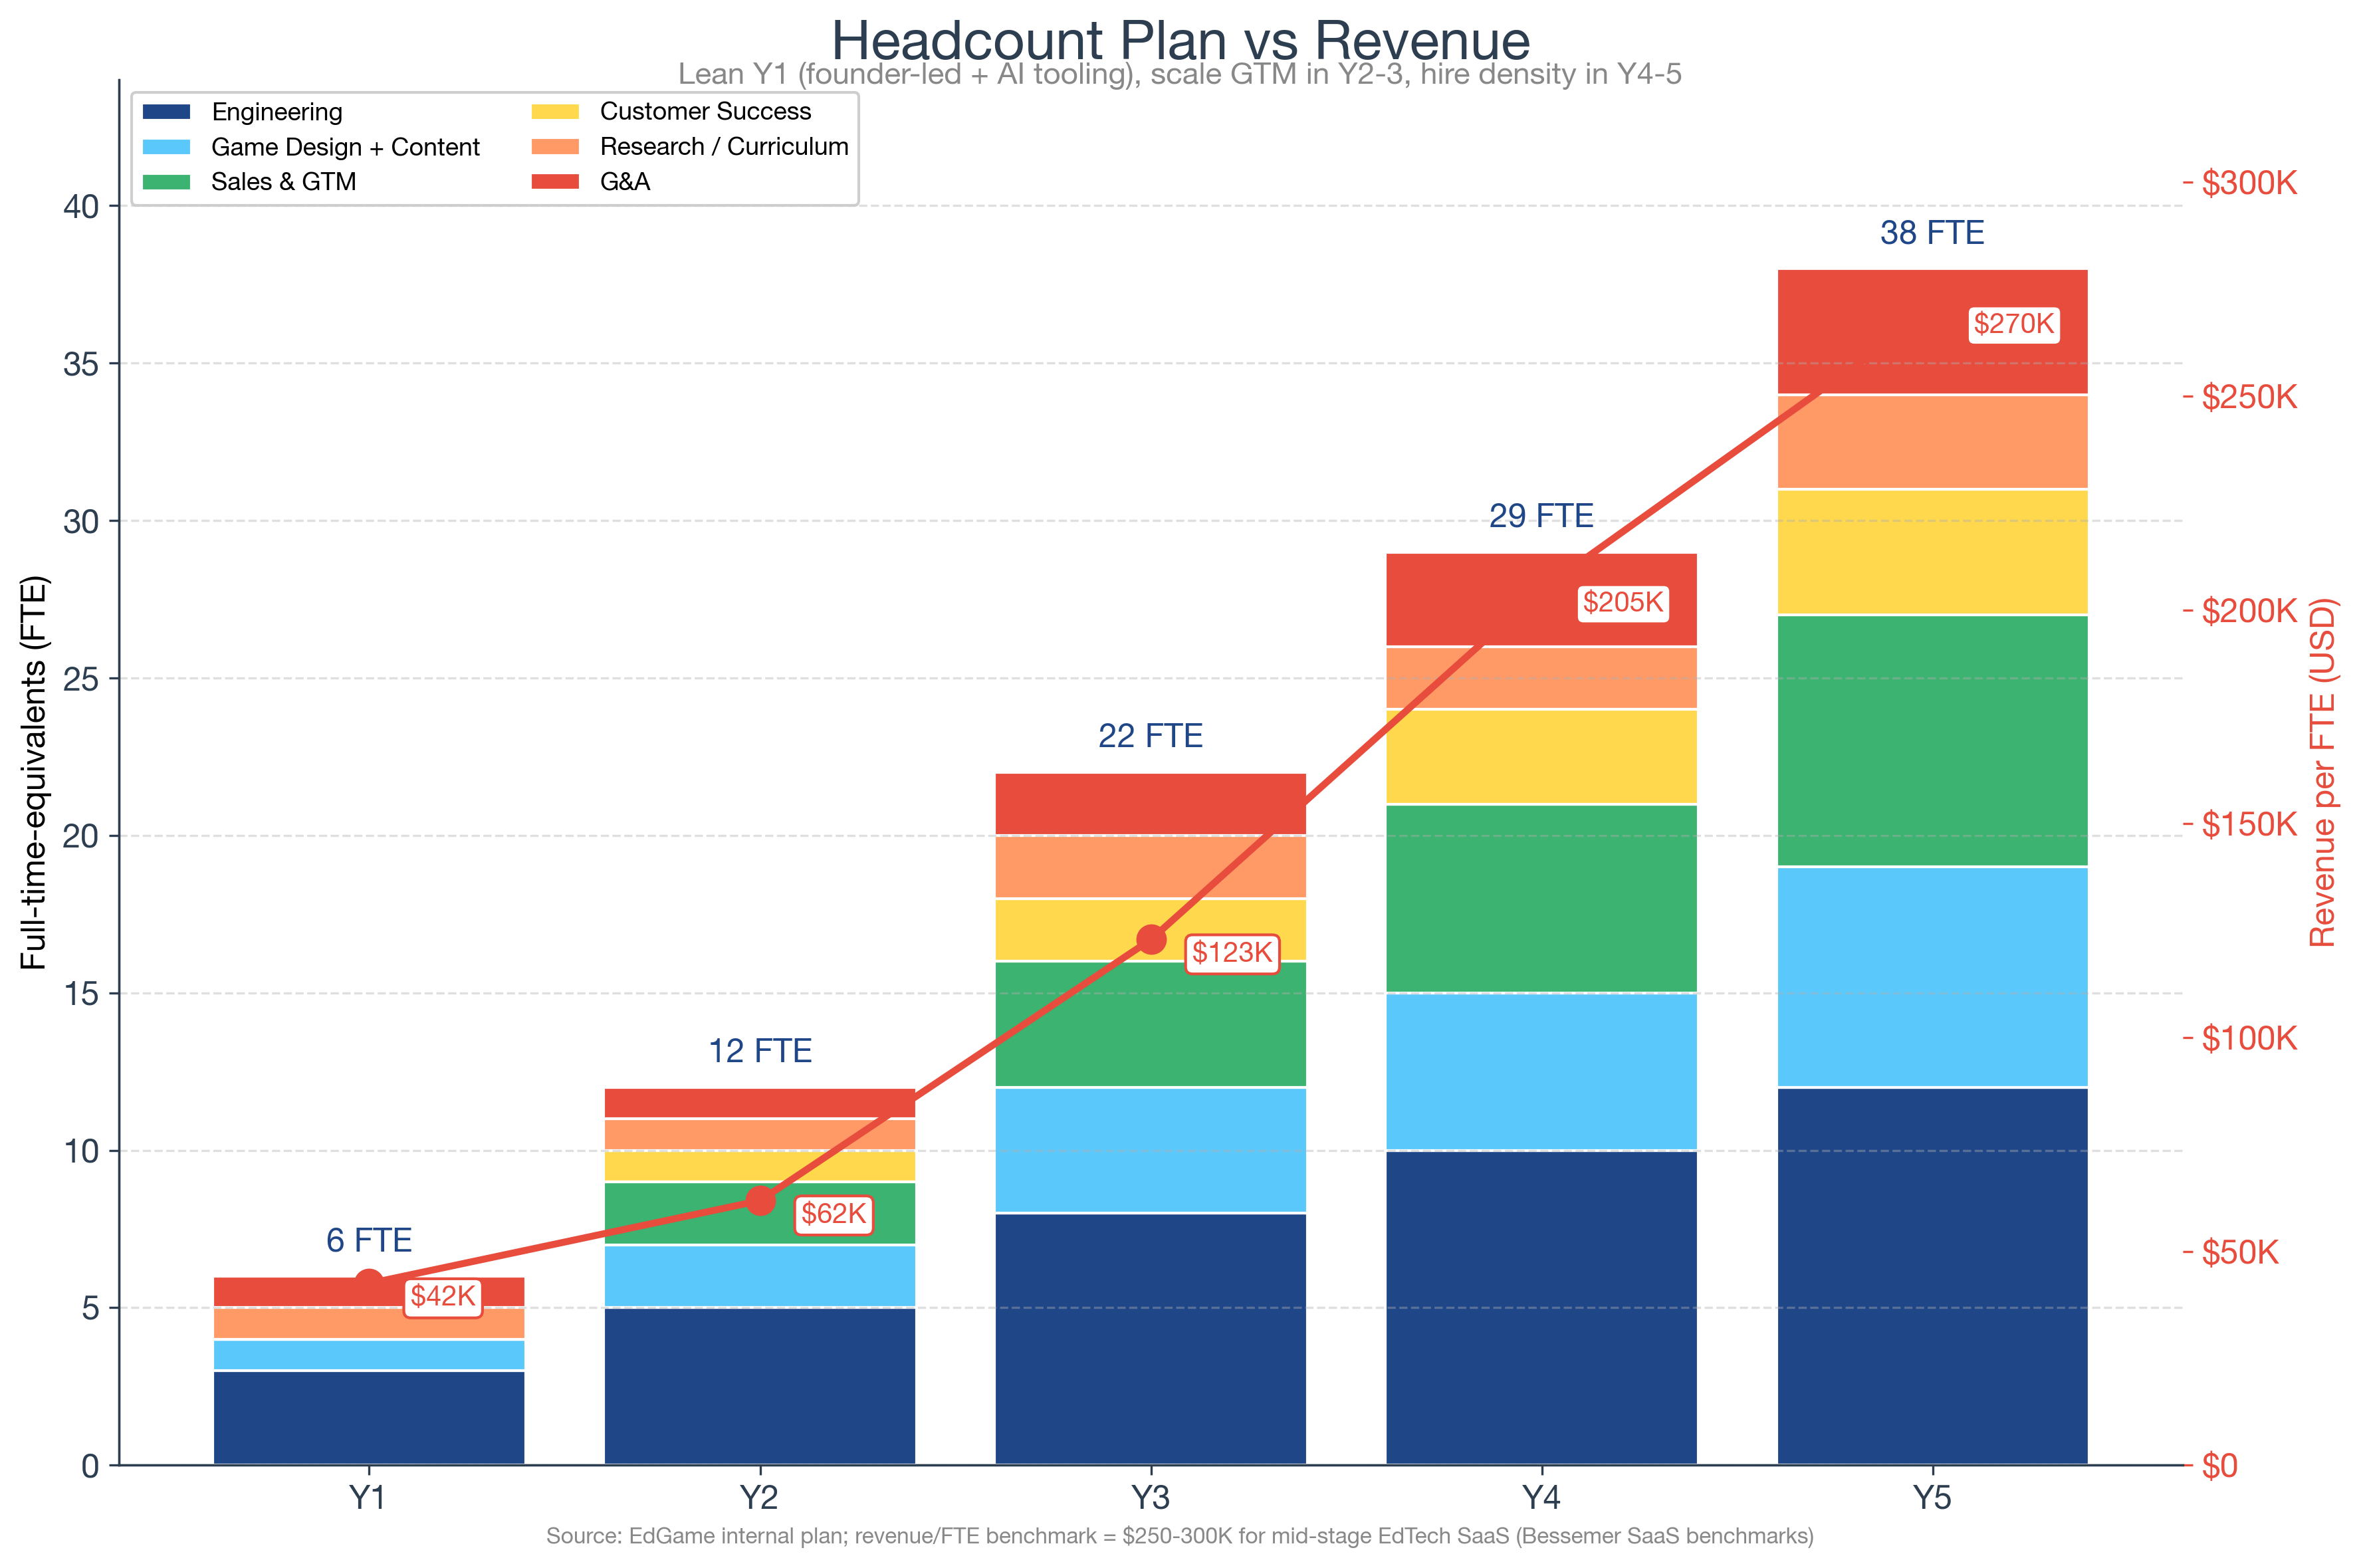 Headcount Plan vs Revenue
Lean Y1 (founder-led + AI tooling), scale GTM in Y2-3, hire density in Y4-5
Engineering
Game Design + Content
Sales & GTM
Customer Success
Research / Curriculum
G&A
Full-time-equivalents (FTE)
40
35
30
25
20
15
10
5
0
6 FTE
12 FTE
22 FTE
29 FTE
38 FTE
$42K
$62K
$123K
$205K
$270K
$300K
$250K
$200K
$150K
$100K
$50K
$0
Revenue per FTE (USD)
Y1
Y2
Y3
Y4
Y5
Source: EdGame internal plan; revenue/FTE benchmark = $250-300K for mid-stage EdTech SaaS (Bessemer SaaS benchmarks)